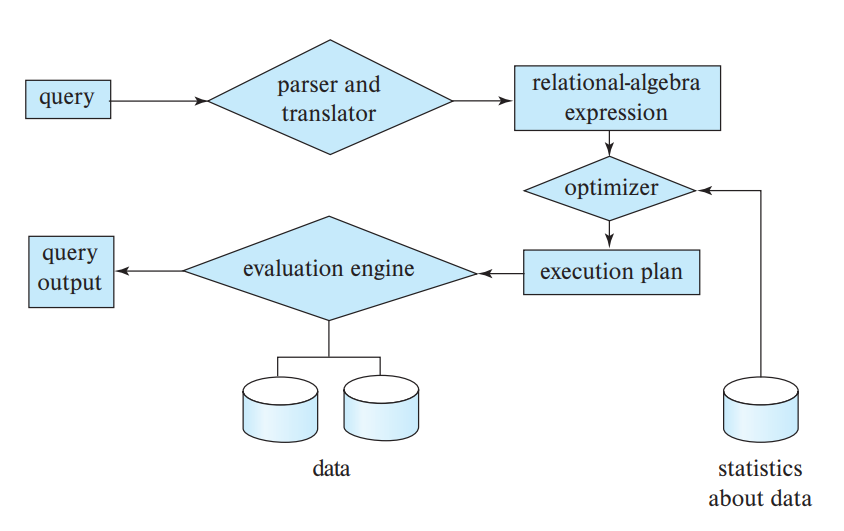 query
parser and
translator
relational-algebra
expression
optimizer
execution plan
evaluation engine
query
output
data
statistics
about data